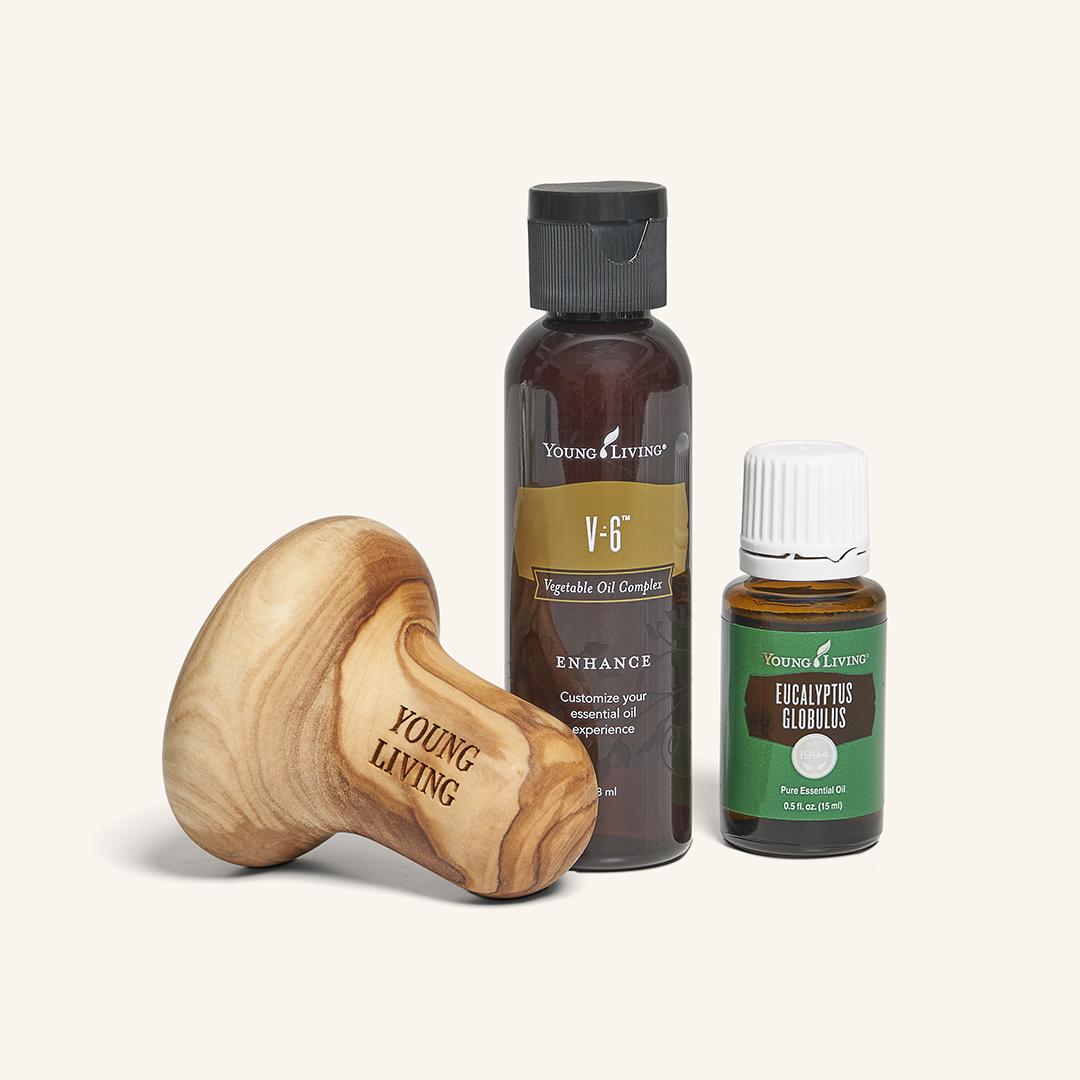 YOUNG
LIVING
YOUNG LIVING®
V-6™
Vegetable Oil Complex
ENHANCE
Customize your
essential oil
experience
ml
YOUNG LIVING®
EUCALYPTUS
GLOBULUS
1994
Pure Essential Oil
0.5 fl. oz. (15 ml)